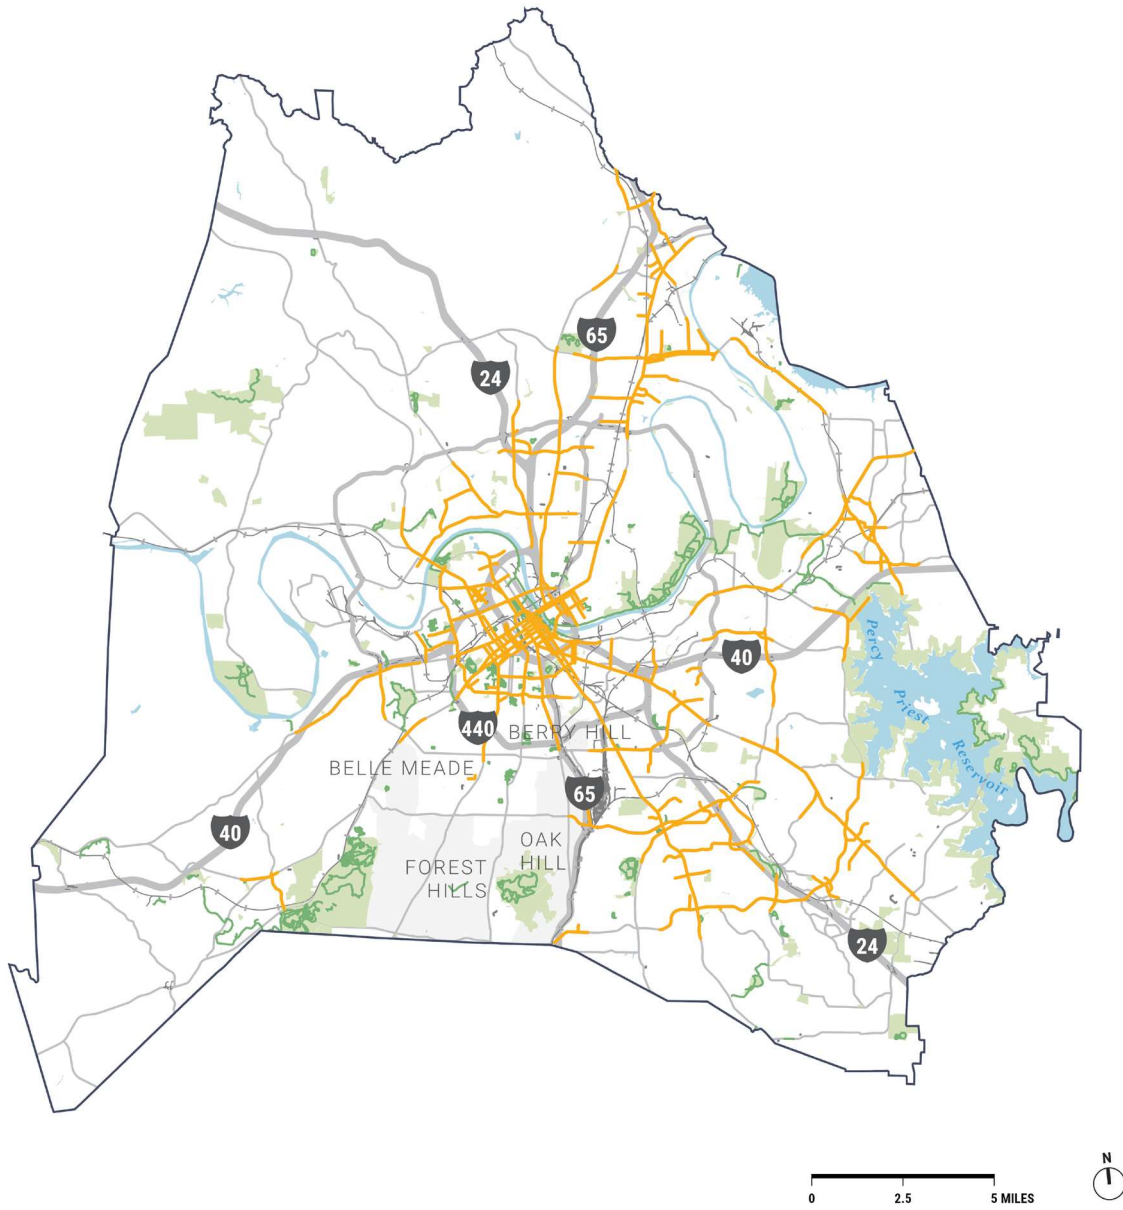 65
24
40
Percy
Priest
Reservoir
440
BERRY HILL
BELLE MEADE
65
40
OAK
HILL
FOREST
HILLS
24
N
0
2.5
5 MILES